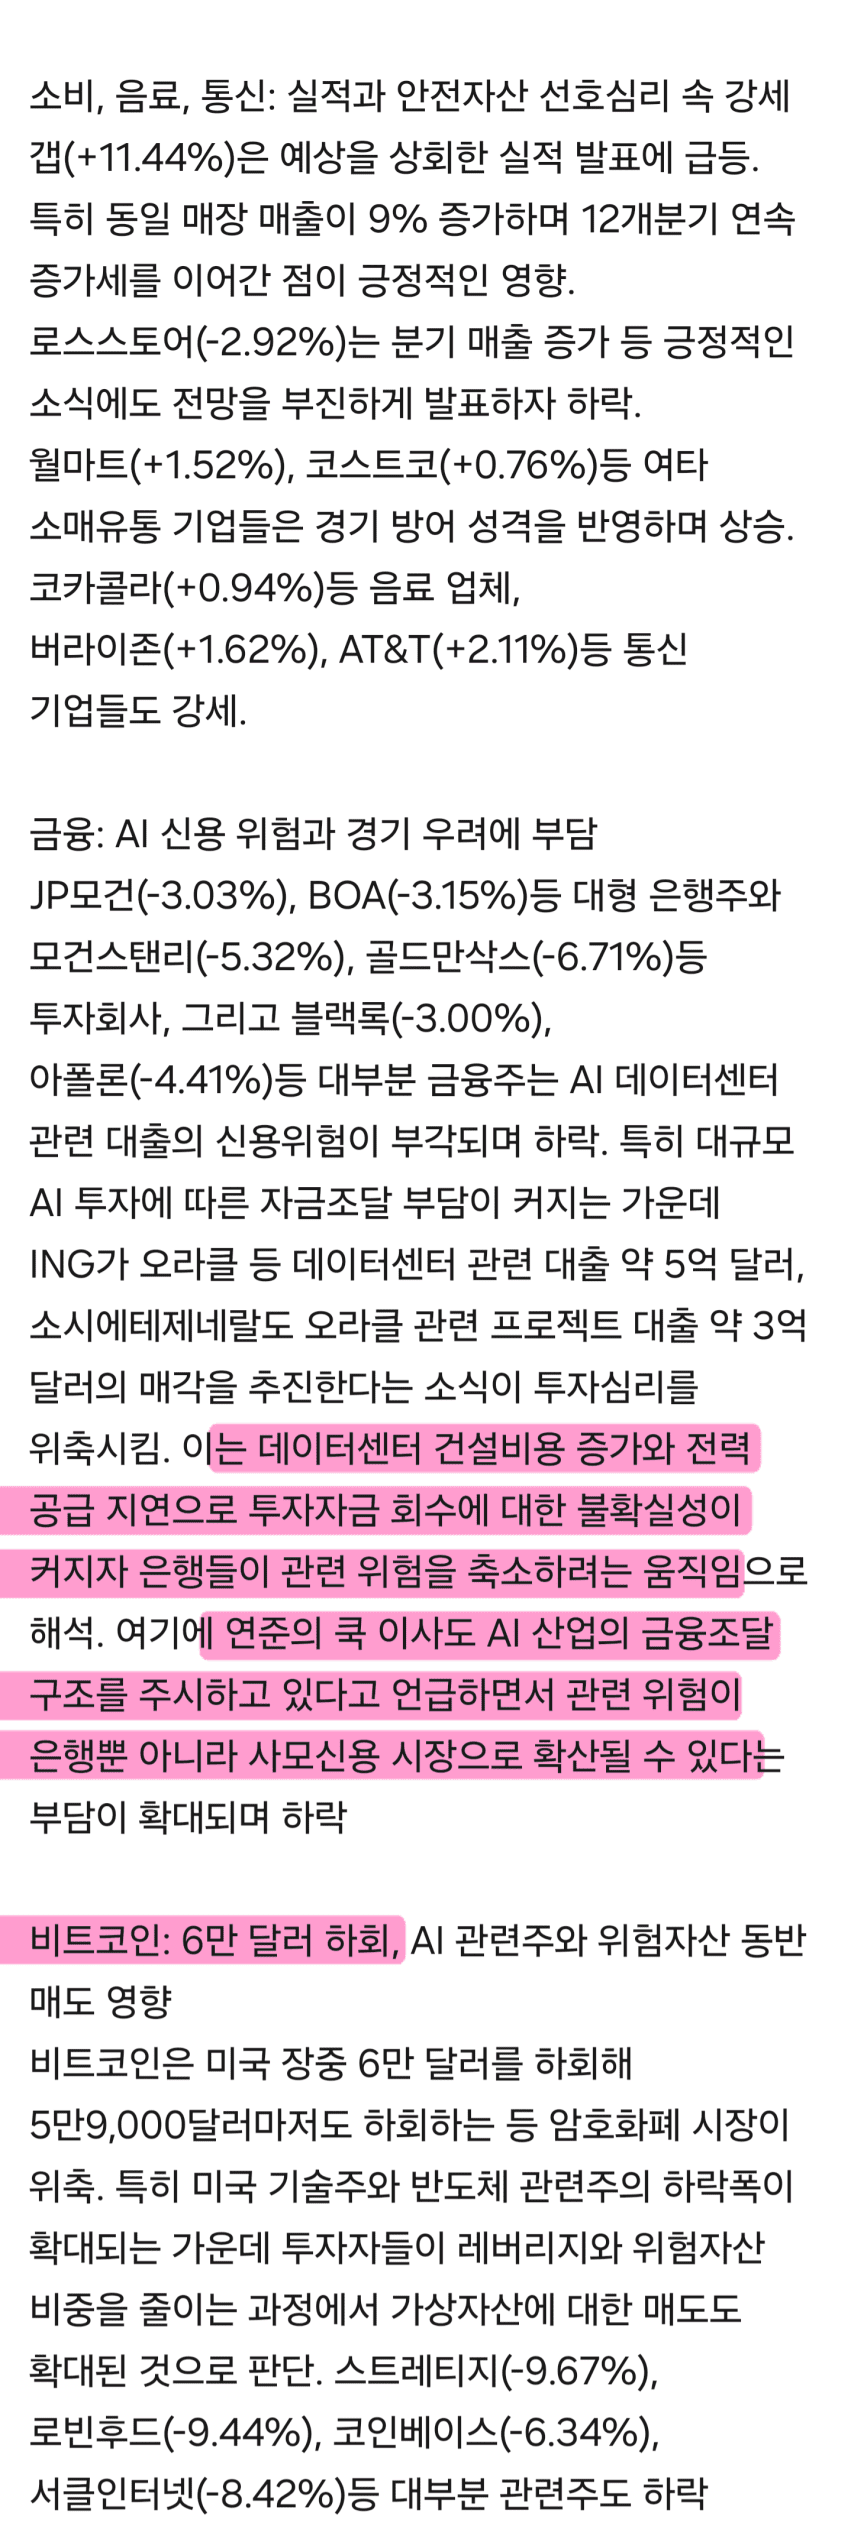 소비, 음료, 통신: 실적과 안전자산 선호심리 속 강세
갭(+11.44%)은 예상을 상회한 실적 발표에 급등.
특히 동일 매장 매출이 9% 증가하며 12개분기 연속
증가세를 이어간 점이 긍정적인 영향.
로스스토어(-2.92%)는 분기 매출 증가 등 긍정적인
소식에도 전망을 부진하게 발표하자 하락.
월마트(+1.52%), 코스트코(+0.76%)등 여타
소매유통 기업들은 경기 방어 성격을 반영하며 상승.
코카콜라(+0.94%)등 음료 업체,
버라이존(+1.62%), AT&T(+2.11%)등 통신
기업들도 강세.
금융: AI 신용 위험과 경기 우려에 부담
JP모건(-3.03%), BOA(-3.15%)등 대형 은행주와
모건스탠리(-5.32%), 골드만삭스(-6.71%)등
투자회사, 그리고 블랙록(-3.00%),
아폴론(-4.41%)등 대부분 금융주는 AI 데이터센터
관련 대출의 신용위험이 부각되며 하락. 특히 대규모
AI 투자에 따른 자금조달 부담이 커지는 가운데
ING가 오라클 등 데이터센터 관련 대출 약 5억 달러,
소시에테제네랄도 오라클 관련 프로젝트 대출 약 3억
달러의 매각을 추진한다는 소식이 투자심리를
위축시킴. 이는 데이터센터 건설비용 증가와 전력
공급 지연으로 투자자금 회수에 대한 불확실성이
커지자 은행들이 관련 위험을 축소하려는 움직임으로
해석. 여기에 연준의 쿡 이사도 AI 산업의 금융조달
구조를 주시하고 있다고 언급하면서 관련 위험이
은행뿐 아니라 사모신용 시장으로 확산될 수 있다는
부담이 확대되며 하락
비트코인: 6만 달러 하회, AI 관련주와 위험자산 동반
매도 영향
비트코인은 미국 장중 6만 달러를 하회해
5만9,000달러마저도 하회하는 등 암호화폐 시장이
위축. 특히 미국 기술주와 반도체 관련주의 하락폭이
확대되는 가운데 투자자들이 레버리지와 위험자산
비중을 줄이는 과정에서 가상자산에 대한 매도도
확대된 것으로 판단. 스트레티지(-9.67%),
로빈후드(-9.44%), 코인베이스(-6.34%),
서클인터넷(-8.42%)등 대부분 관련주도 하락